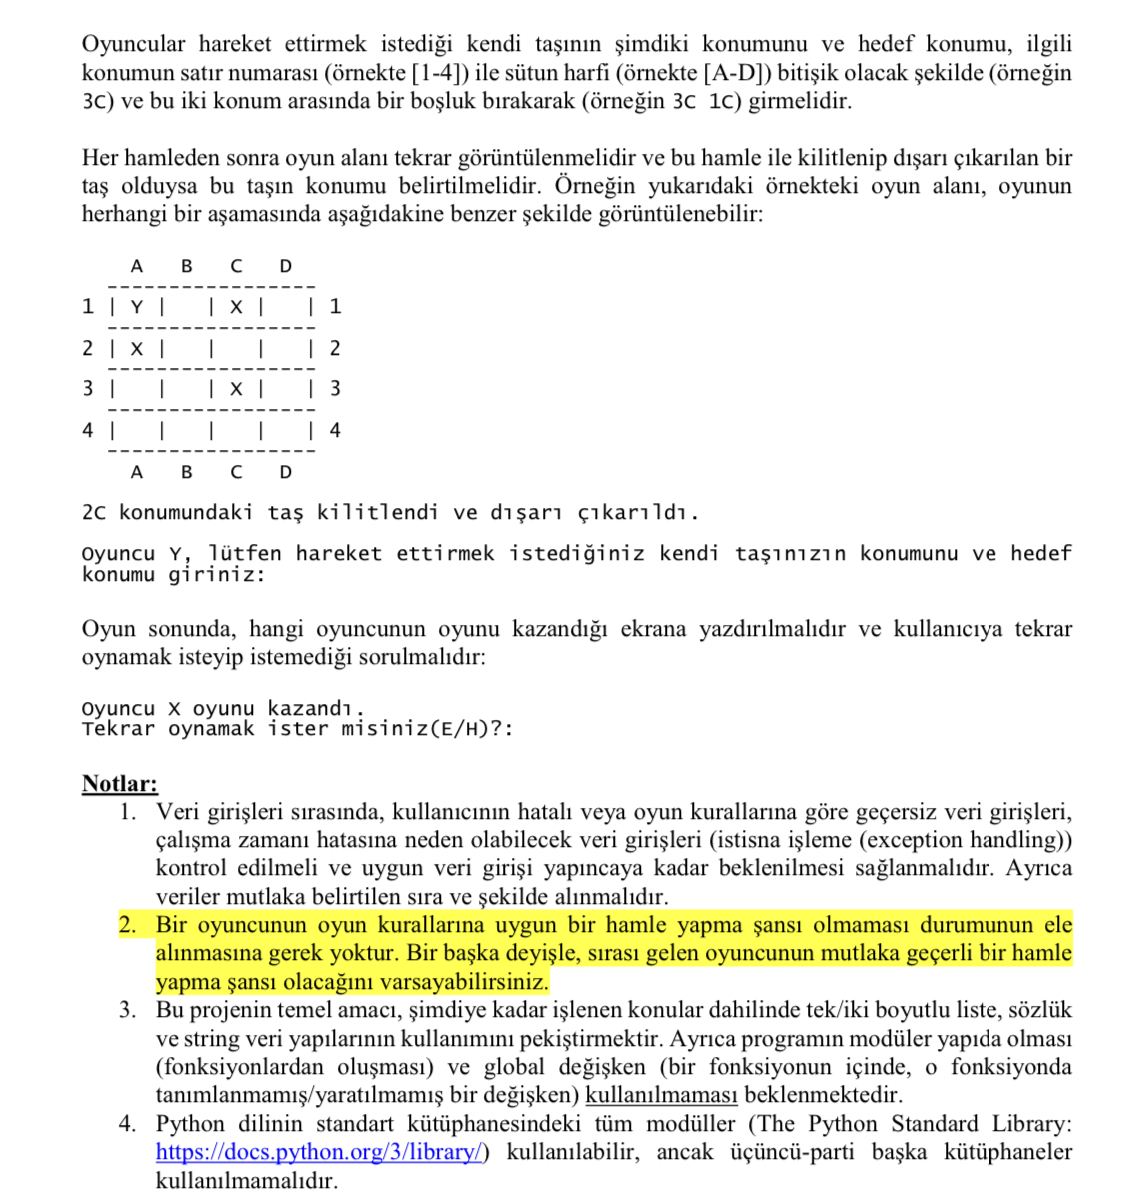 Oyuncular hareket ettirmek istediği kendi taşının şimdiki konumunu ve hedef konumu, ilgili
konumun satır numarası (örnekte [1-4]) ile sütun harfi (örnekte [A-D]) bitişik olacak şekilde (örneğin
3C) ve bu iki konum arasında bir boşluk bırakarak (örneğin 3C 1C) girmelidir.
Her hamleden sonra oyun alanı tekrar görüntülenmelidir ve bu hamle ile kilitlenip dışarı çıkarılan bir
taş olduysa bu taşın konumu belirtilmelidir. Örneğin yukarıdaki örnekteki oyun alanı, oyunun
herhangi bir aşamasında aşağıdakine benzer şekilde görüntülenebilir:
A B C D
-----------------
1 | Y |   | X |   | 1
-----------------
2 | X |   |   |   | 2
-----------------
3 |   |   | X |   | 3
-----------------
4 |   |   |   |   | 4
-----------------
A B C D
2C konumundaki taş kilitlendi ve dışarı çıkarıldı.
Oyuncu Y, lütfen hareket ettirmek istediğiniz kendi taşınızın konumunu ve hedef
konumu giriniz:
Oyun sonunda, hangi oyuncunun oyunu kazandığı ekrana yazdırılmalıdır ve kullanıcıya tekrar
oynamak isteyip istemediği sorulmalıdır:
Oyuncu X oyunu kazandı.
Tekrar oynamak ister misiniz(E/H)?:
Notlar:
1. Veri girişleri sırasında, kullanıcının hatalı veya oyun kurallarına göre geçersiz veri girişleri,
çalışma zamanı hatasına neden olabilecek veri girişleri (istisna işleme (exception handling))
kontrol edilmeli ve uygun veri girişi yapıncaya kadar beklenilmesi sağlanmalıdır. Ayrıca
veriler mutlaka belirtilen sıra ve şekilde alınmalıdır.
2. Bir oyuncunun oyun kurallarına uygun bir hamle yapma şansı olmaması durumunun ele
alınmasına gerek yoktur. Bir başka deyişle, sırası gelen oyuncunun mutlaka geçerli bir hamle
yapma şansı olacağını varsayabilirsiniz.
3. Bu projenin temel amacı, şimdiye kadar işlenen konular dahilinde tek/iki boyutlu liste, sözlük
ve string veri yapılarının kullanımını pekiştirmektir. Ayrıca programın modüler yapıda olması
(fonksiyonlardan oluşması) ve global değişken (bir fonksiyonun içinde, o fonksiyonda
tanımlanmamış/yaratılmamış bir değişken) kullanılmaması beklenmektedir.
4. Python dilinin standart kütüphanesindeki tüm modüller (The Python Standard Library:
https://docs.python.org/3/library/) kullanılabilir, ancak üçüncü-parti başka kütüphaneler
kullanılmamalıdır.